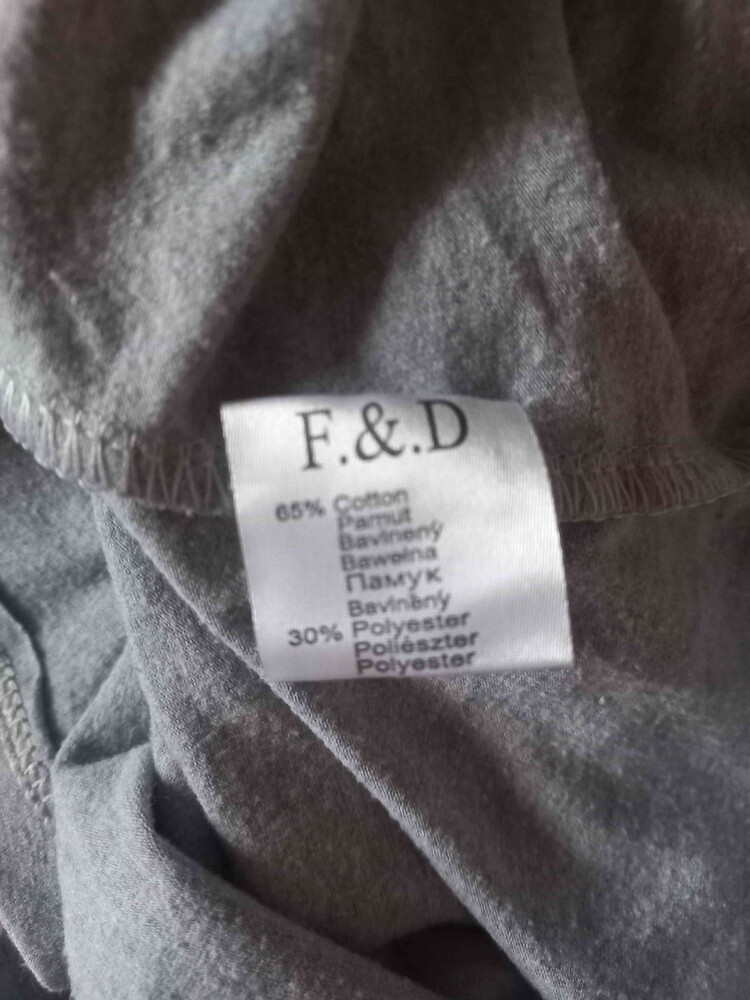 F.&.D
65% Cotton
Pamut
Bavlnený
Bawełna
Памук
Bavlněný
30% Polyester
Poliészter
Polyester